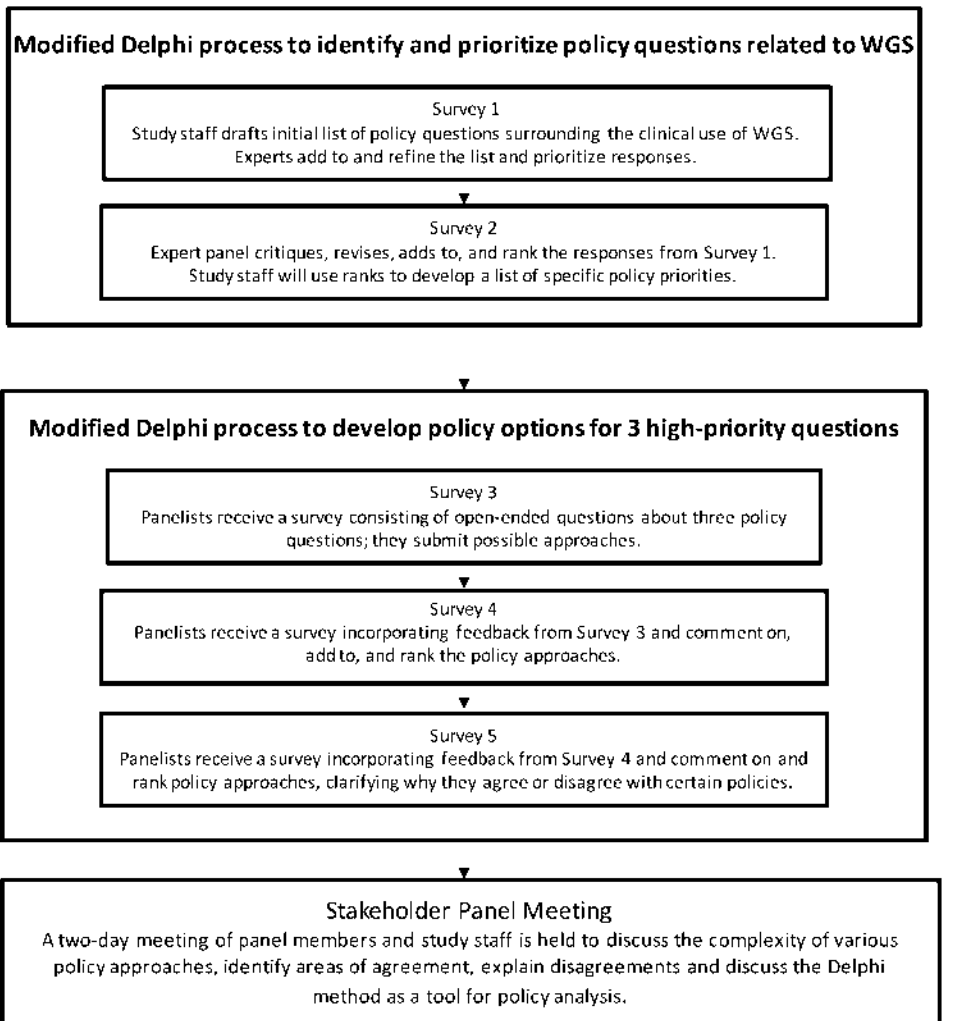 Modified Delphi process to identify and prioritize policy questions related to WGS
Survey 1
Study staff drafts initial list of policy questions surrounding the clinical use of WGS.
Experts add to and refine the list and prioritize responses.
Survey 2
Expert panel critiques, revises, adds to, and rank the responses from Survey 1.
Study staff will use ranks to develop a list of specific policy priorities.
Modified Delphi process to develop policy options for 3 high-priority questions
Survey 3
Panelists receive a survey consisting of open-ended questions about three policy
questions; they submit possible approaches.
Survey 4
Panelists receive a survey incorporating feedback from Survey 3 and comment on,
add to, and rank the policy approaches.
Survey 5
Panelists receive a survey incorporating feedback from Survey 4 and comment on and
rank policy approaches, clarifying why they agree or disagree with certain policies.
Stakeholder Panel Meeting
A two-day meeting of panel members and study staff is held to discuss the complexity of various
policy approaches, identify areas of agreement, explain disagreements and discuss the Delphi
method as a tool for policy analysis.